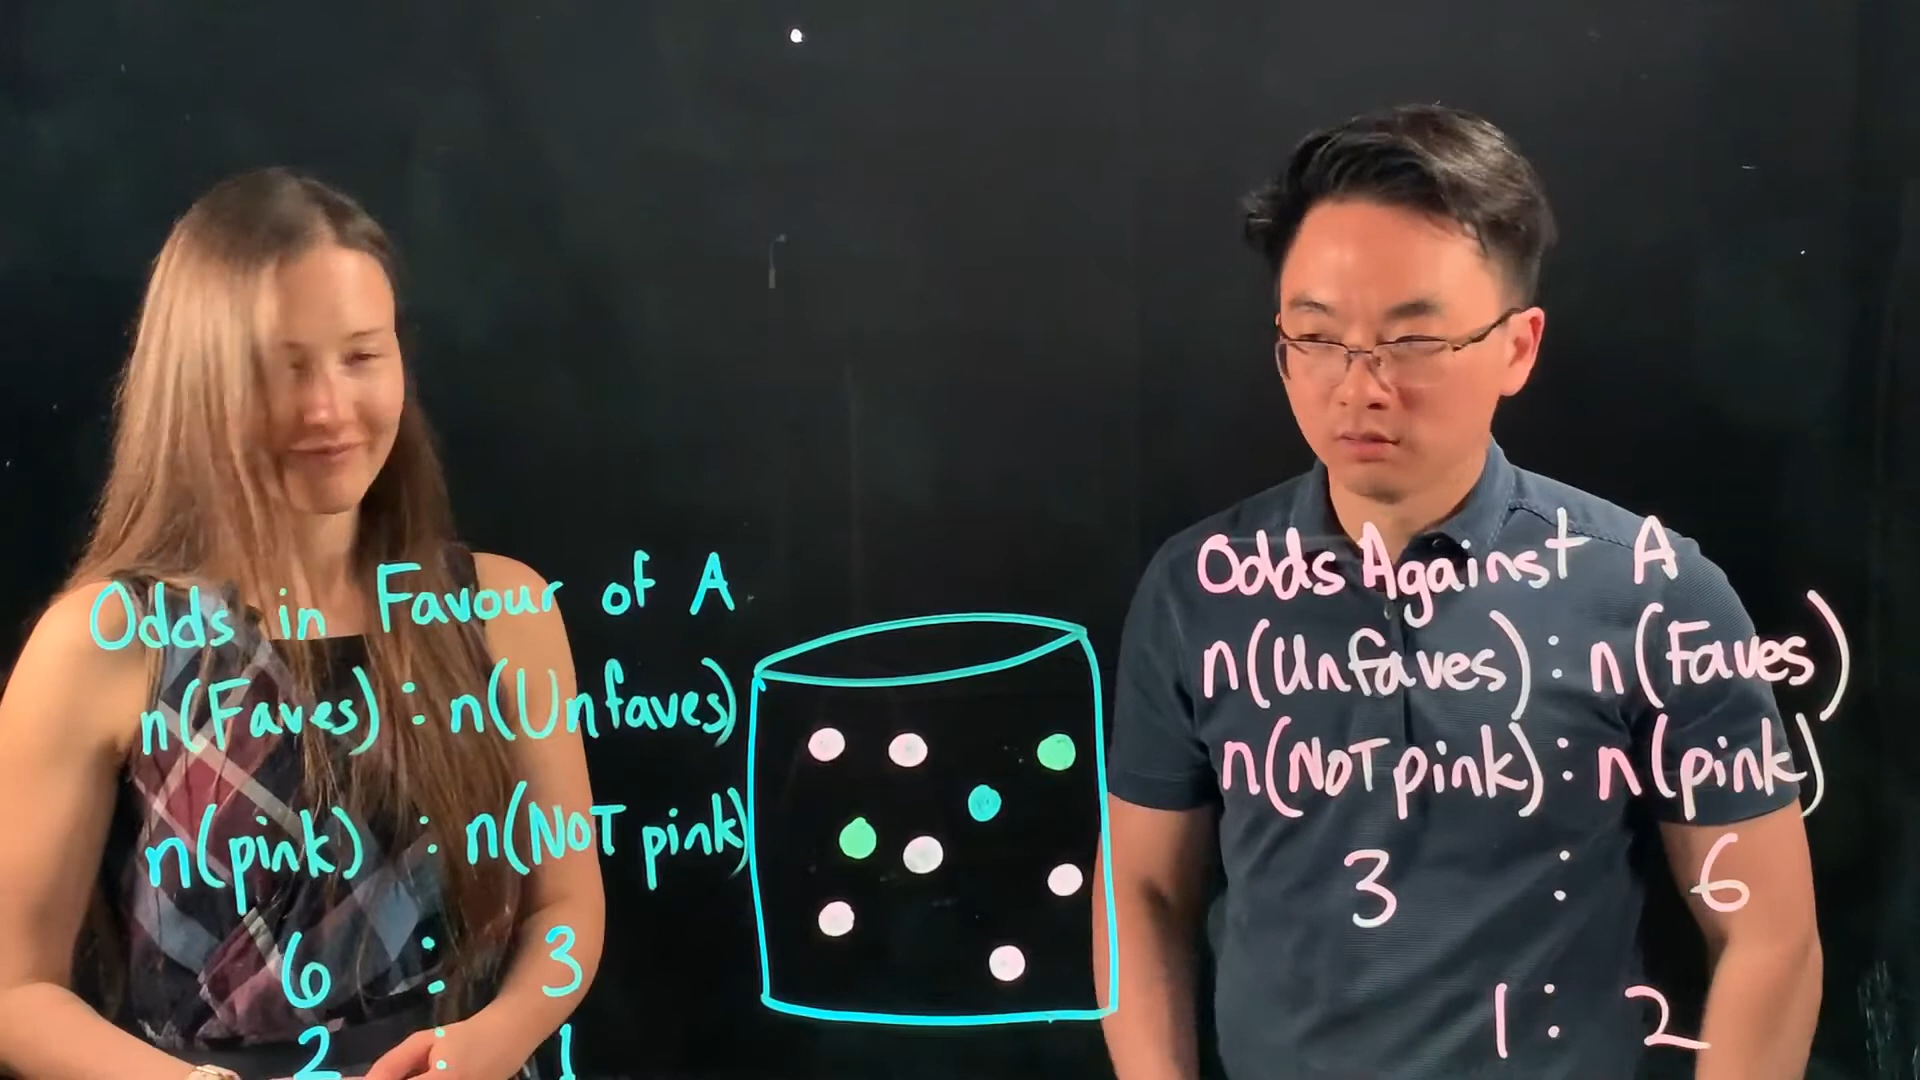 Odds in Favour of A
n(Faves) : n(Unfaves)
n(pink) : n(NOT pink)
6 : 3
2 : 1
Odds Against A
n(Unfaves) : n(Faves)
n(NOT pink) : n(pink)
3 : 6
1 : 2